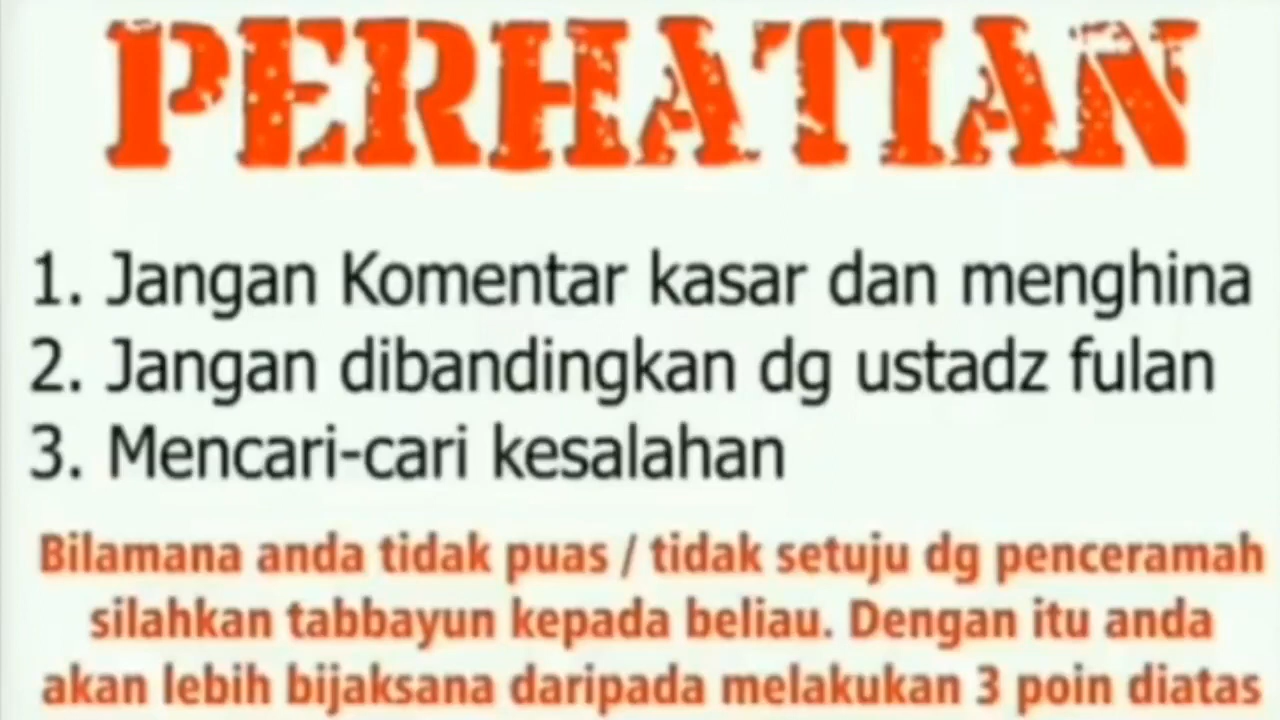 PERHATIAN
1. Jangan Komentar kasar dan menghina
2. Jangan dibandingkan dg ustadz fulan
3. Mencari-cari kesalahan
Bilamana anda tidak puas / tidak setuju dg penceramah
silahkan tabbayun kepada beliau. Dengan itu anda
akan lebih bijaksana daripada melakukan 3 poin diatas